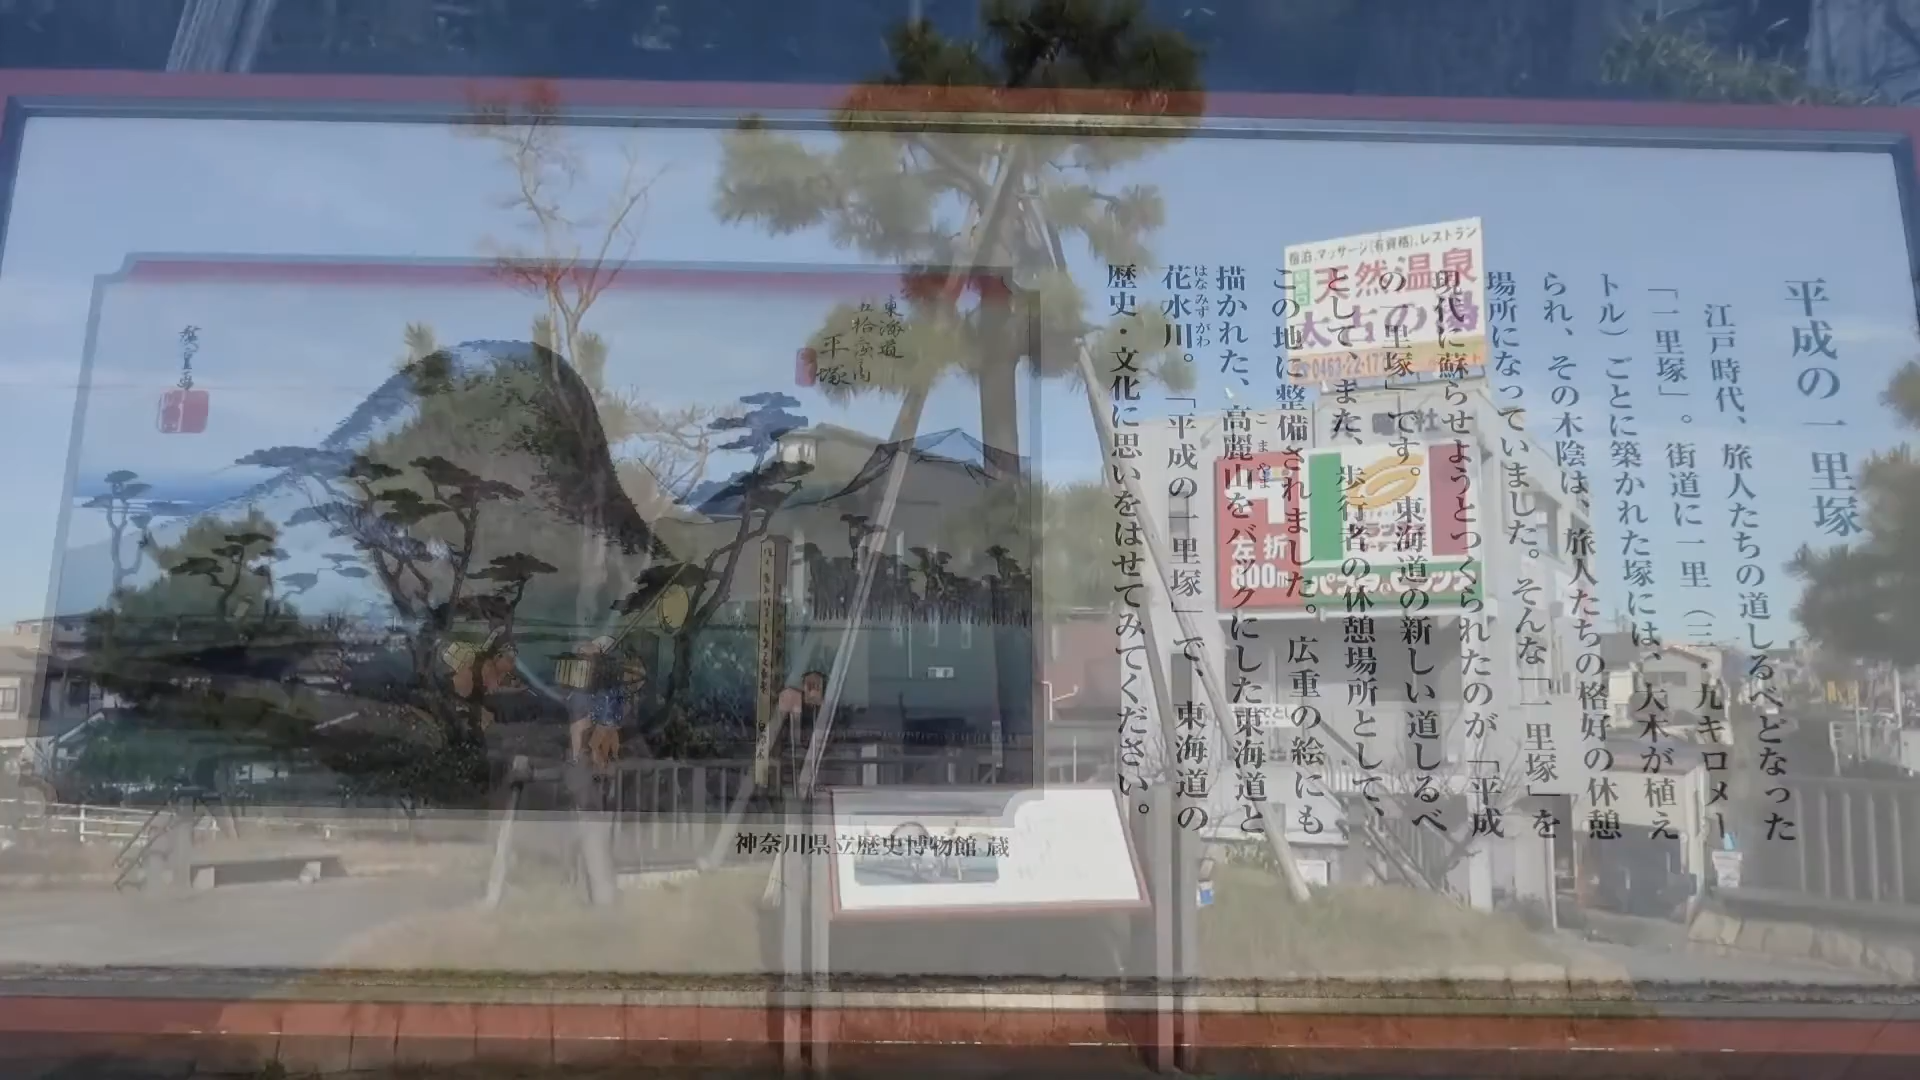 平成の一里塚
江戸時代、旅人たちの道しるべとなった
「一里塚」。街道に一里（三・九キロメー
トル）ごとに築かれた塚には、大木が植え
られ、その木陰は、旅人たちの格好の休憩
場所になっていました。そんな「一里塚」を
現代に蘇らせようとつくられたのが「平成
の一里塚」です。東海道の新しい道しるべ
として、また、歩行者の休憩場所として、
この地に整備されました。広重の絵にも
描かれた、高麗山をバックにした東海道と
こまやま
花水川。「平成の一里塚」で、東海道の
はなみずがわ
歴史・文化に思いをはせてみてください。
東海道
五拾三次
平塚
廣重画
神奈川県立歴史博物館 蔵
宿泊、マッサージ(有資格)、レストラン
天然温泉
太古の湯
左折
800m